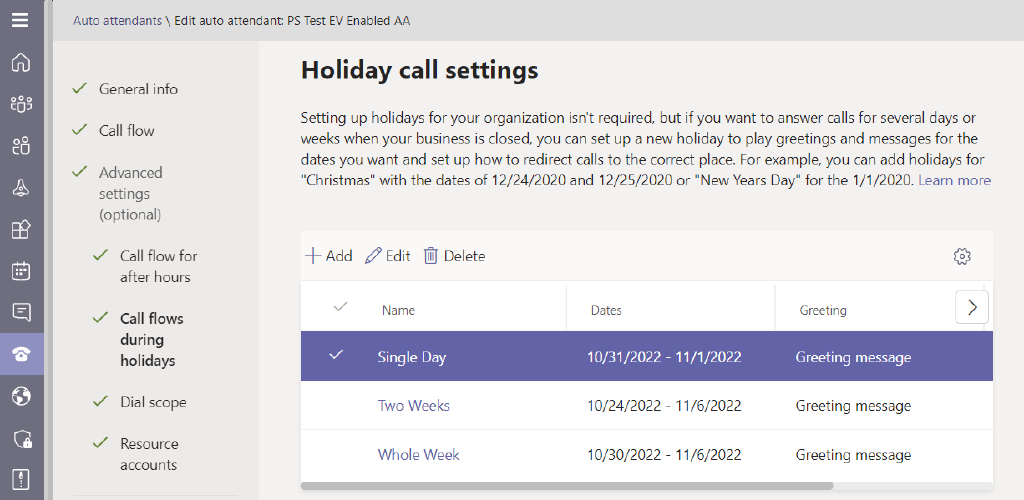 Auto attendants \ Edit auto attendant: PS Test EV Enabled AA
General info
Call flow
Advanced
settings
(optional)
Call flow for
after hours
Call flows
during
holidays
Dial scope
Resource
accounts
Holiday call settings
Setting up holidays for your organization isn't required, but if you want to answer calls for several days or
weeks when your business is closed, you can set up a new holiday to play greetings and messages for the
dates you want and set up how to redirect calls to the correct place. For example, you can add holidays for
"Christmas" with the dates of 12/24/2020 and 12/25/2020 or "New Years Day" for the 1/1/2020. Learn more
Add Edit Delete
Name Dates Greeting
Single Day 10/31/2022 - 11/1/2022 Greeting message
Two Weeks 10/24/2022 - 11/6/2022 Greeting message
Whole Week 10/30/2022 - 11/6/2022 Greeting message